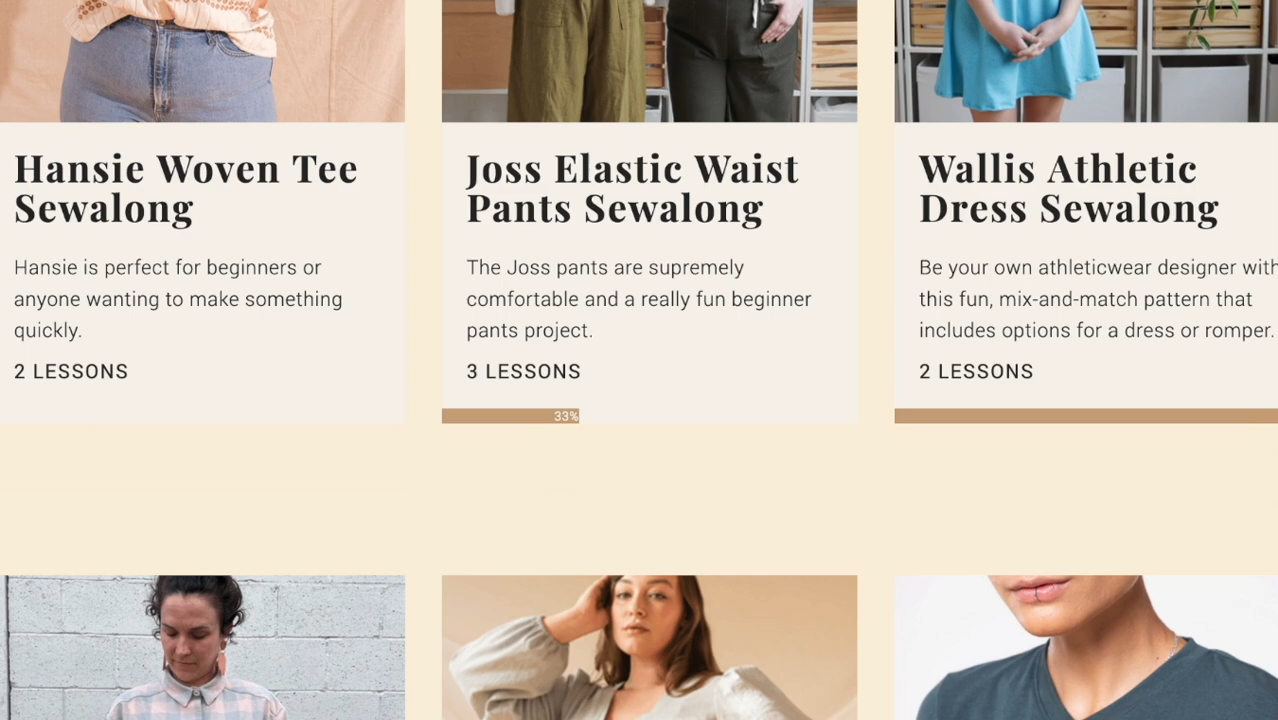 Hansie Woven Tee
Sewalong
Hansie is perfect for beginners or
anyone wanting to make something
quickly.
2 LESSONS
Joss Elastic Waist
Pants Sewalong
The Joss pants are supremely
comfortable and a really fun beginner
pants project.
3 LESSONS
33%
Wallis Athletic
Dress Sewalong
Be your own athleticwear designer with
this fun, mix-and-match pattern that
includes options for a dress or romper.
2 LESSONS